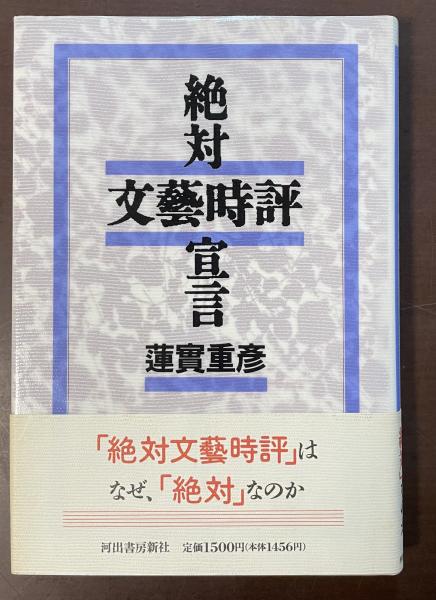 絶対
文藝時評
宣言
蓮實重彦
「絶対文藝時評」は
なぜ、「絶対」なのか
河出書房新社 定価1500円(本体1456円)